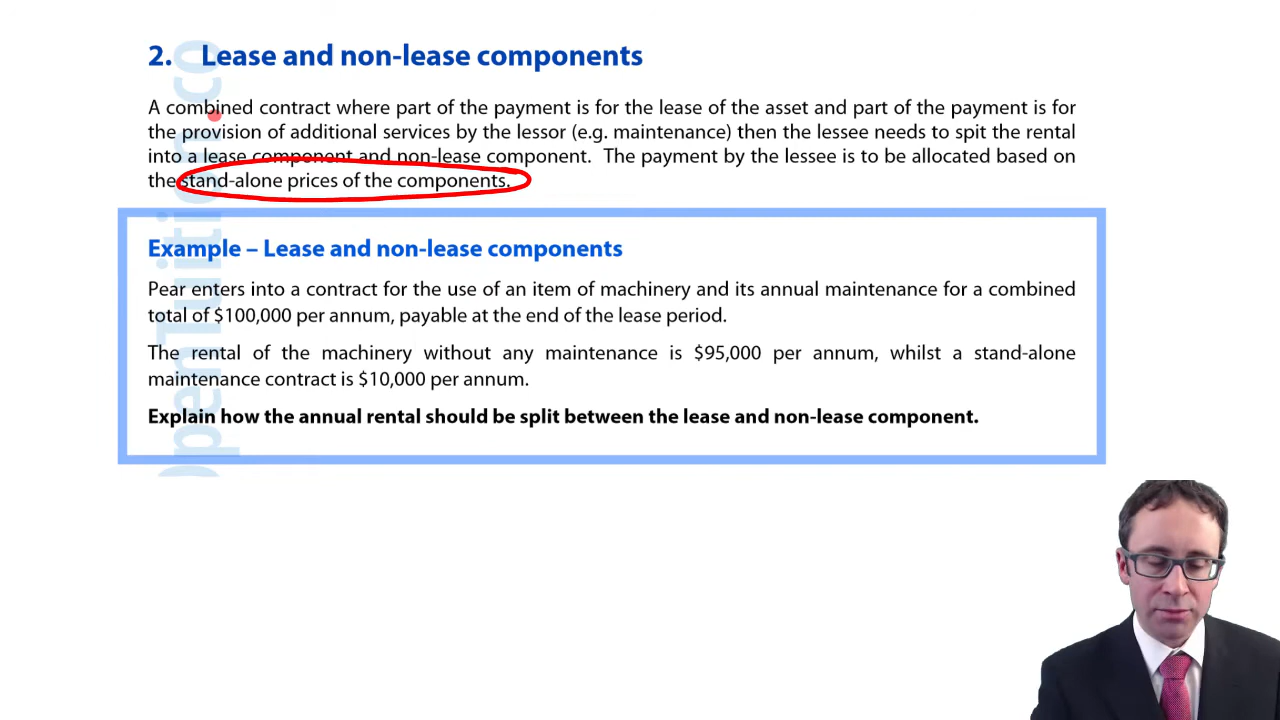 2. Lease and non-lease components
A combined contract where part of the payment is for the lease of the asset and part of the payment is for
the provision of additional services by the lessor (e.g. maintenance) then the lessee needs to spit the rental
into a lease component and non-lease component. The payment by the lessee is to be allocated based on
the stand-alone prices of the components.
Example – Lease and non-lease components
Pear enters into a contract for the use of an item of machinery and its annual maintenance for a combined
total of $100,000 per annum, payable at the end of the lease period.
The rental of the machinery without any maintenance is $95,000 per annum, whilst a stand-alone
maintenance contract is $10,000 per annum.
Explain how the annual rental should be split between the lease and non-lease component.
OpenTuition.co